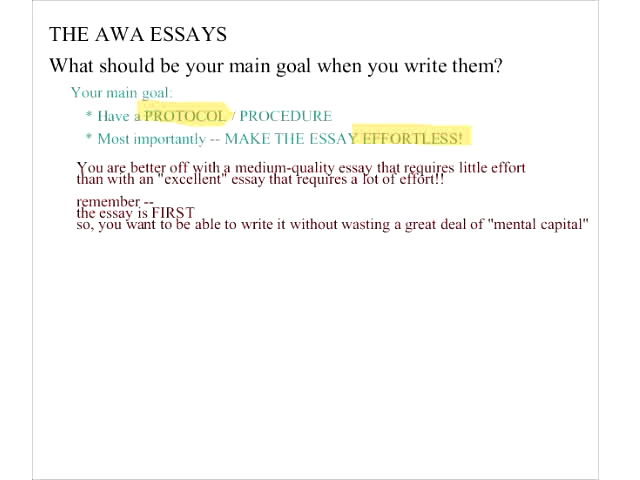 THE AWA ESSAYS
What should be your main goal when you write them?
Your main goal:
* Have a PROTOCOL / PROCEDURE
* Most importantly -- MAKE THE ESSAY EFFORTLESS!
You are better off with a medium-quality essay that requires little effort
than with an "excellent" essay that requires a lot of effort!!
remember --
the essay is FIRST
so, you want to be able to write it without wasting a great deal of "mental capital"